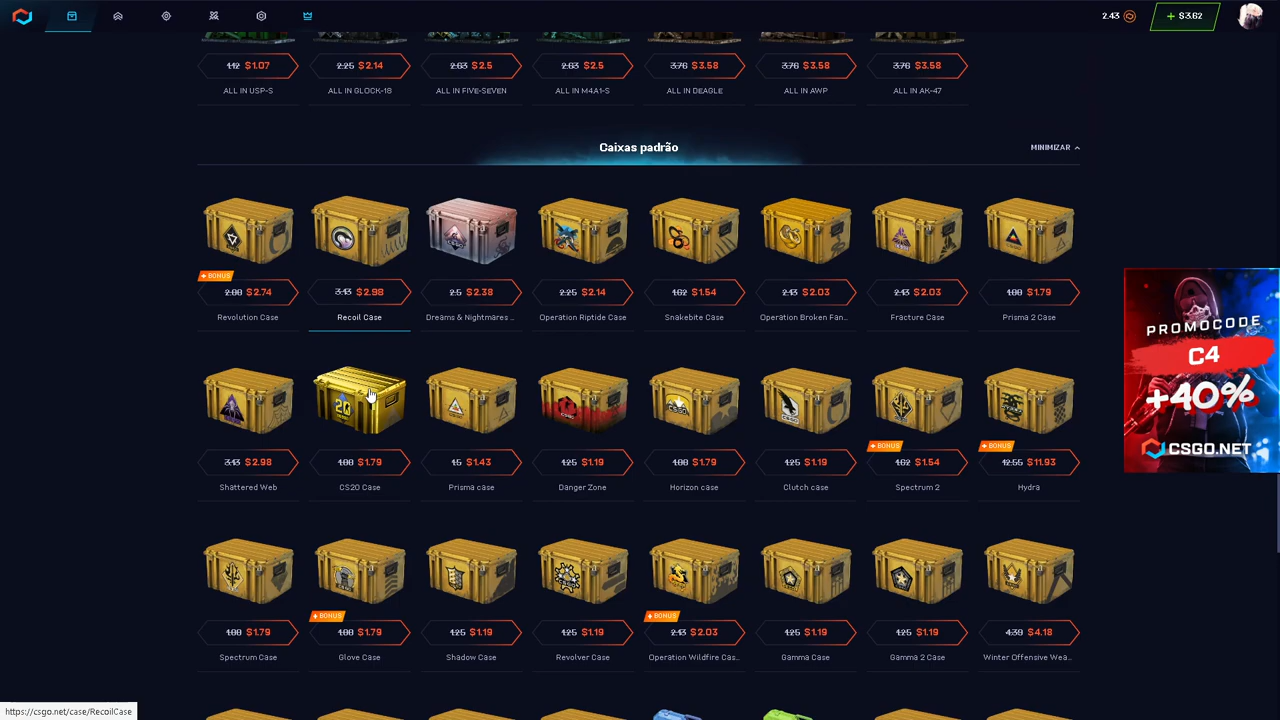 2.43 + $3.62
1.12 $1.07 2.25 $2.14 2.63 $2.5 2.63 $2.5 3.76 $3.58 3.76 $3.58 3.76 $3.58
ALL IN USP-S ALL IN GLOCK-18 ALL IN FIVE-SEVEN ALL IN M4A1-S ALL IN DEAGLE ALL IN AWP ALL IN AK-47
Caixas padrão MINIMIZAR
+ BONUS
2.88 $2.74 3.13 $2.98 2.5 $2.38 2.25 $2.14 1.62 $1.54 2.13 $2.03 2.13 $2.03 1.88 $1.79
Revolution Case Recoil Case Dreams & Nightmares ... Operation Riptide Case Snakebite Case Operation Broken Fan... Fracture Case Prisma 2 Case
PROMOCODE
C4
+40%
CSGO.NET
+ BONUS + BONUS
3.13 $2.98 1.88 $1.79 1.5 $1.43 1.25 $1.19 1.88 $1.79 1.25 $1.19 1.62 $1.54 12.55 $11.93
Shattered Web CS20 Case Prisma case Danger Zone Horizon case Clutch case Spectrum 2 Hydra
+ BONUS + BONUS
1.88 $1.79 1.88 $1.79 1.25 $1.19 1.25 $1.19 2.13 $2.03 1.25 $1.19 1.25 $1.19 4.39 $4.18
Spectrum Case Glove Case Shadow Case Revolver Case Operation Wildfire Cas... Gamma Case Gamma 2 Case Winter Offensive Wea...
https://csgo.net/case/RecoilCase